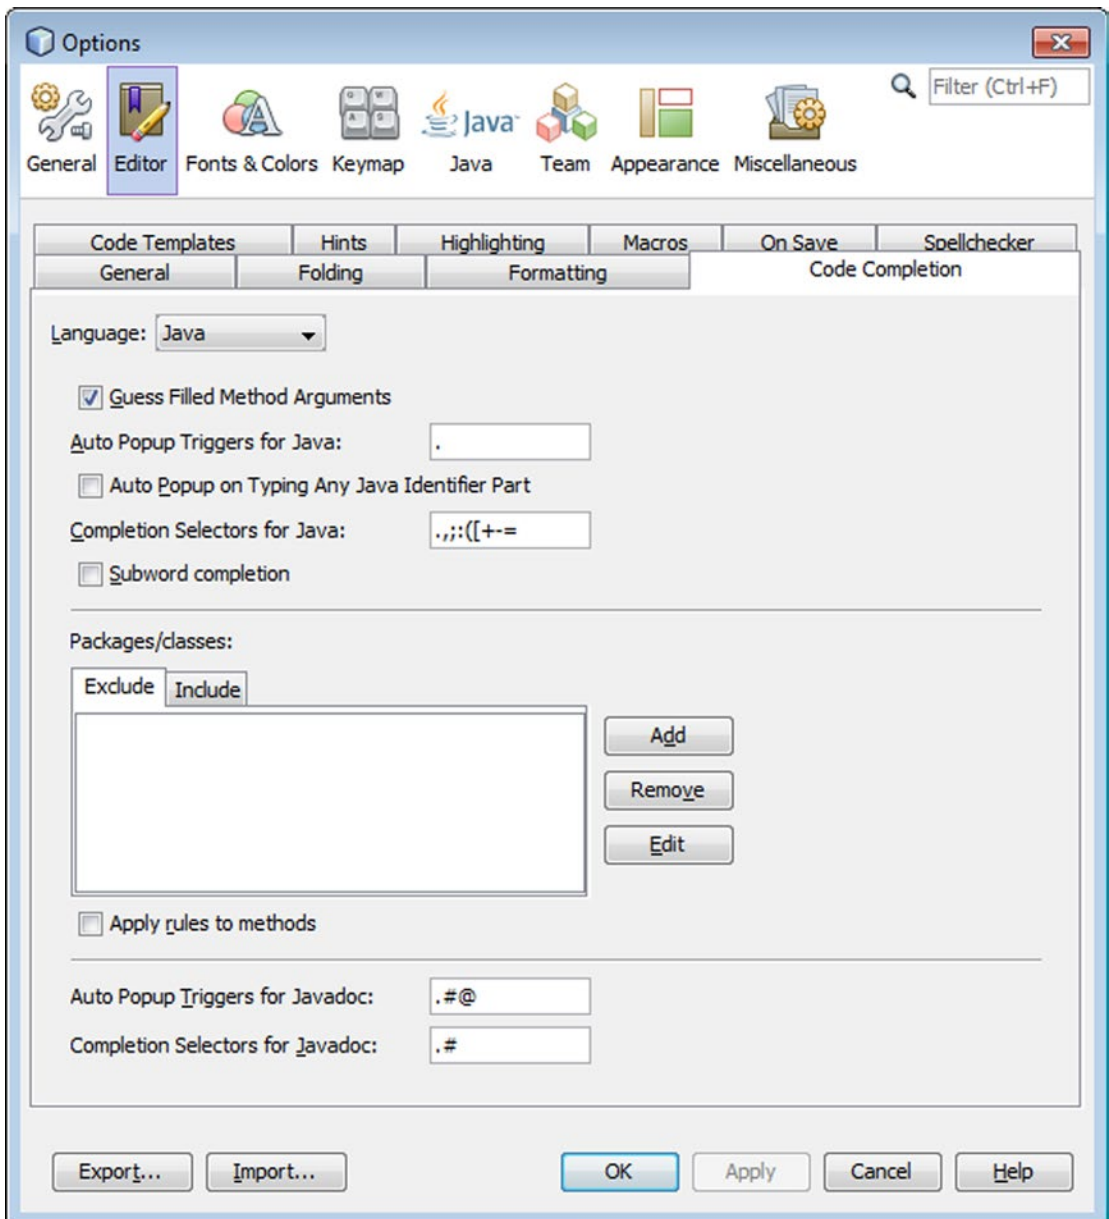 Options
Filter (Ctrl+F)
General Editor Fonts & Colors Keymap Java Team Appearance Miscellaneous
Code Templates Hints Highlighting Macros On Save Spellchecker
General Folding Formatting Code Completion
Language: Java
Guess Filled Method Arguments
Auto Popup Triggers for Java: .
Auto Popup on Typing Any Java Identifier Part
Completion Selectors for Java: .,;:([+-=
Subword completion
Packages/classes:
Exclude Include
Add
Remove
Edit
Apply rules to methods
Auto Popup Triggers for Javadoc: .#@
Completion Selectors for Javadoc: .#
Export... Import... OK Apply Cancel Help